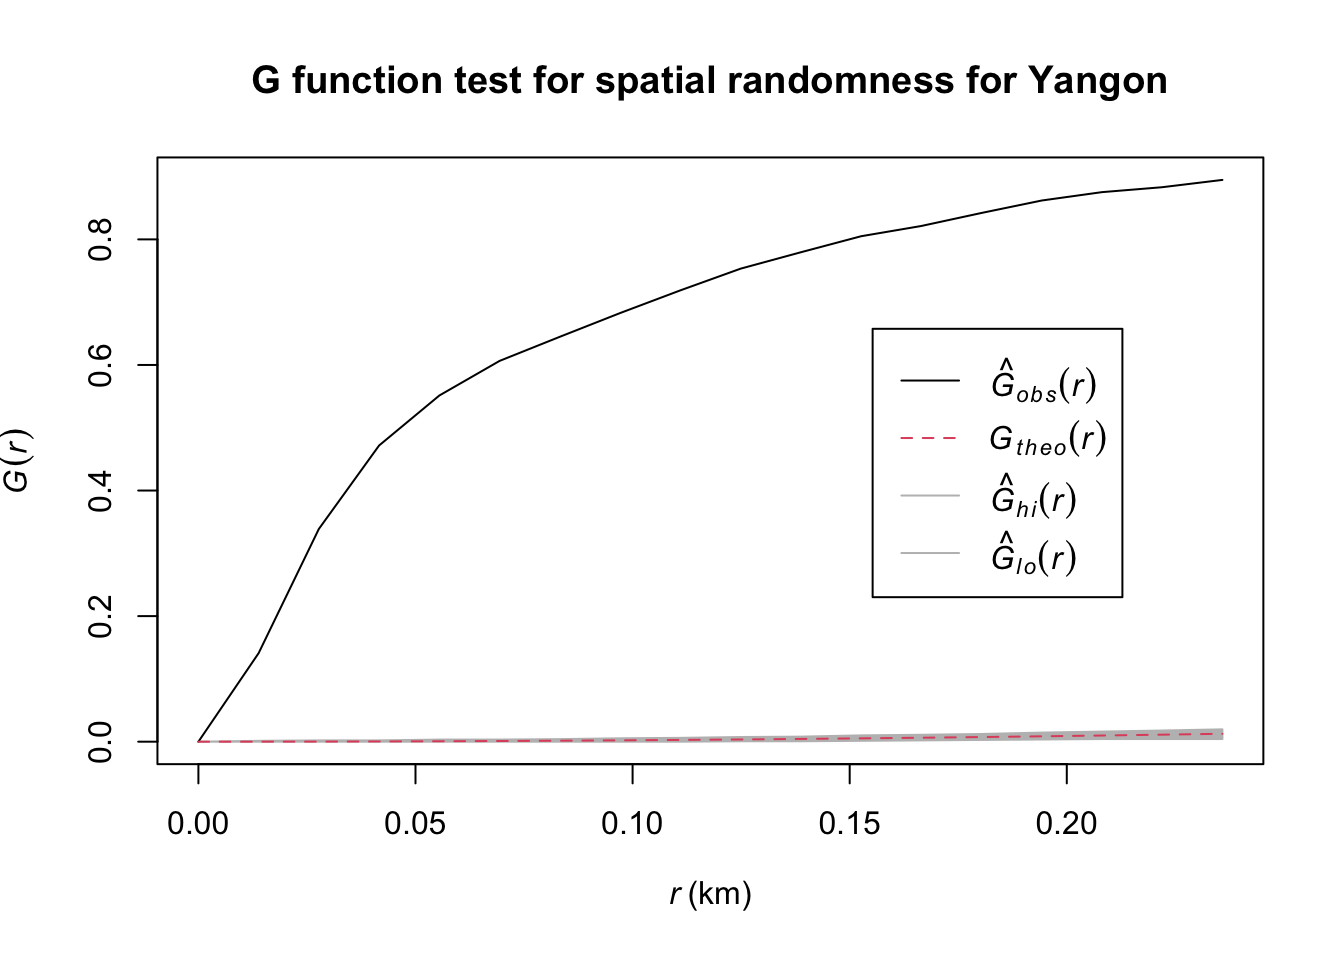 G function test for spatial randomness for Yangon
G(r)
0.0
0.2
0.4
0.6
0.8
Ĝobs(r)
Gtheo(r)
Ĝhi(r)
Ĝlo(r)
0.00
0.05
0.10
0.15
0.20
r (km)